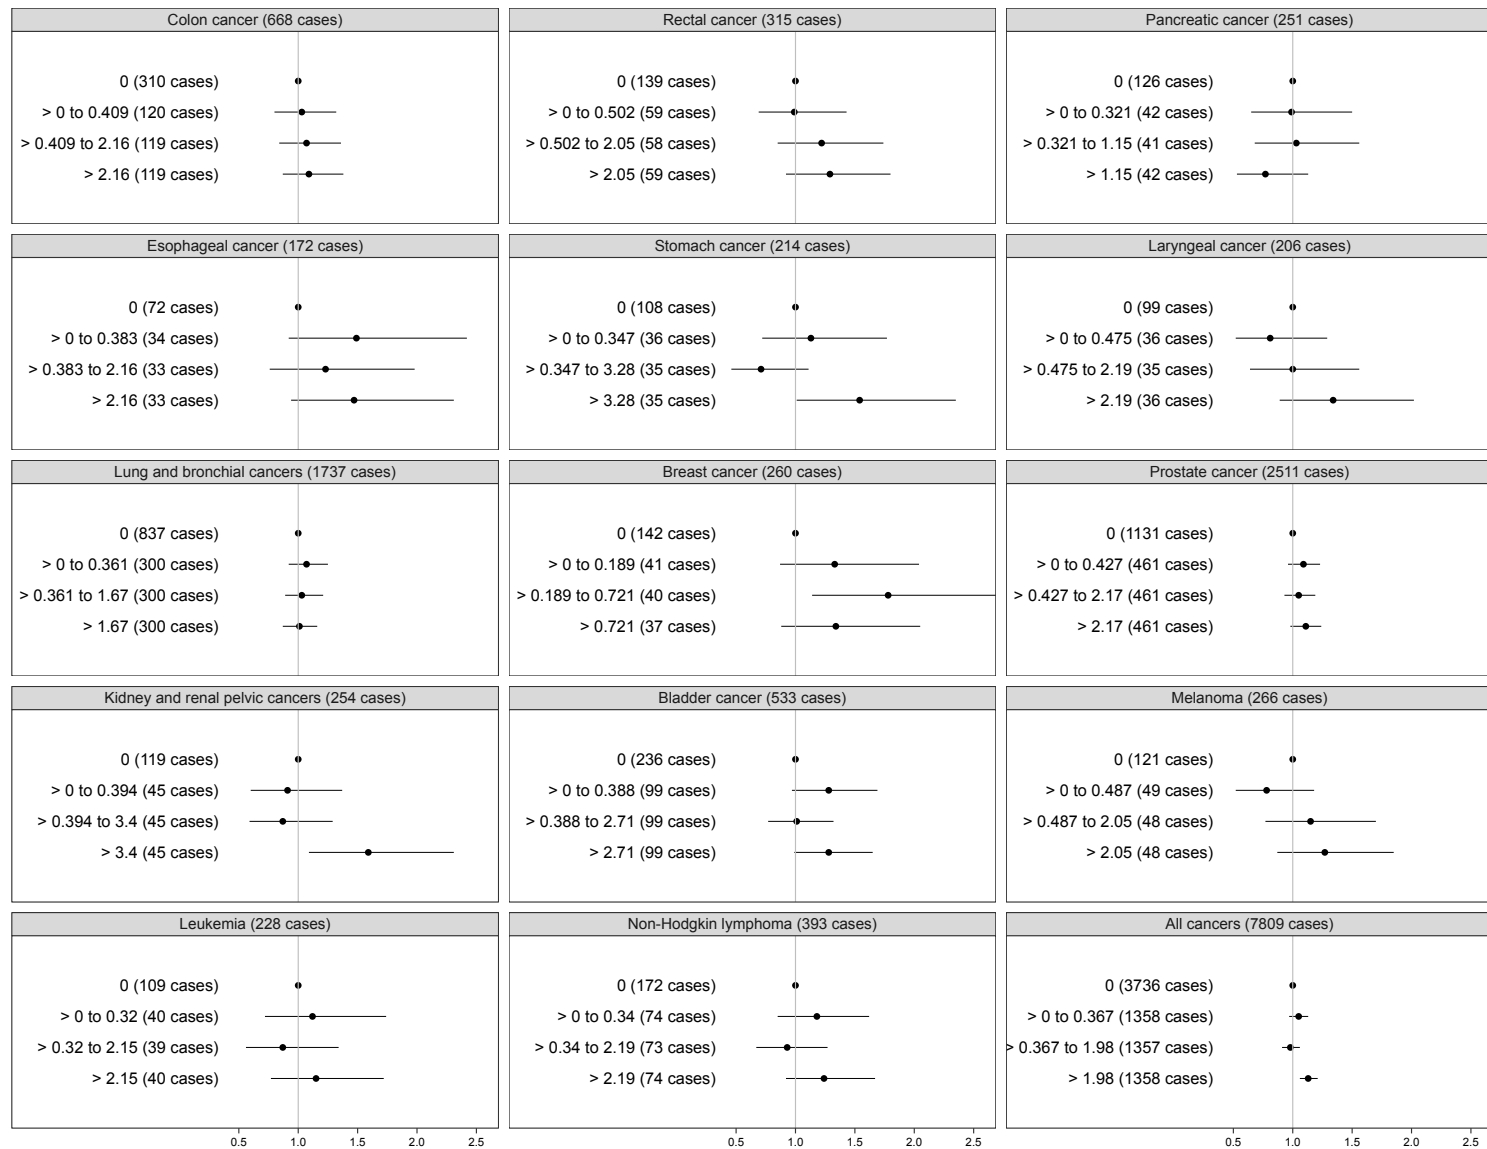 Colon cancer (668 cases)
0 (310 cases)
> 0 to 0.409 (120 cases)
> 0.409 to 2.16 (119 cases)
> 2.16 (119 cases)
Rectal cancer (315 cases)
0 (139 cases)
> 0 to 0.502 (59 cases)
> 0.502 to 2.05 (58 cases)
> 2.05 (59 cases)
Pancreatic cancer (251 cases)
0 (126 cases)
> 0 to 0.321 (42 cases)
> 0.321 to 1.15 (41 cases)
> 1.15 (42 cases)
Esophageal cancer (172 cases)
0 (72 cases)
> 0 to 0.383 (34 cases)
> 0.383 to 2.16 (33 cases)
> 2.16 (33 cases)
Stomach cancer (214 cases)
0 (108 cases)
> 0 to 0.347 (36 cases)
> 0.347 to 3.28 (35 cases)
> 3.28 (35 cases)
Laryngeal cancer (206 cases)
0 (99 cases)
> 0 to 0.475 (36 cases)
> 0.475 to 2.19 (35 cases)
> 2.19 (36 cases)
Lung and bronchial cancers (1737 cases)
0 (837 cases)
> 0 to 0.361 (300 cases)
> 0.361 to 1.67 (300 cases)
> 1.67 (300 cases)
Breast cancer (260 cases)
0 (142 cases)
> 0 to 0.189 (41 cases)
> 0.189 to 0.721 (40 cases)
> 0.721 (37 cases)
Prostate cancer (2511 cases)
0 (1131 cases)
> 0 to 0.427 (461 cases)
> 0.427 to 2.17 (461 cases)
> 2.17 (461 cases)
Kidney and renal pelvic cancers (254 cases)
0 (119 cases)
> 0 to 0.394 (45 cases)
> 0.394 to 3.4 (45 cases)
> 3.4 (45 cases)
Bladder cancer (533 cases)
0 (236 cases)
> 0 to 0.388 (99 cases)
> 0.388 to 2.71 (99 cases)
> 2.71 (99 cases)
Melanoma (266 cases)
0 (121 cases)
> 0 to 0.487 (49 cases)
> 0.487 to 2.05 (48 cases)
> 2.05 (48 cases)
Leukemia (228 cases)
0 (109 cases)
> 0 to 0.32 (40 cases)
> 0.32 to 2.15 (39 cases)
> 2.15 (40 cases)
Non-Hodgkin lymphoma (393 cases)
0 (172 cases)
> 0 to 0.34 (74 cases)
> 0.34 to 2.19 (73 cases)
> 2.19 (74 cases)
All cancers (7809 cases)
0 (3736 cases)
> 0 to 0.367 (1358 cases)
> 0.367 to 1.98 (1357 cases)
> 1.98 (1358 cases)
0.5 1.0 1.5 2.0 2.5
0.5 1.0 1.5 2.0 2.5
0.5 1.0 1.5 2.0 2.5